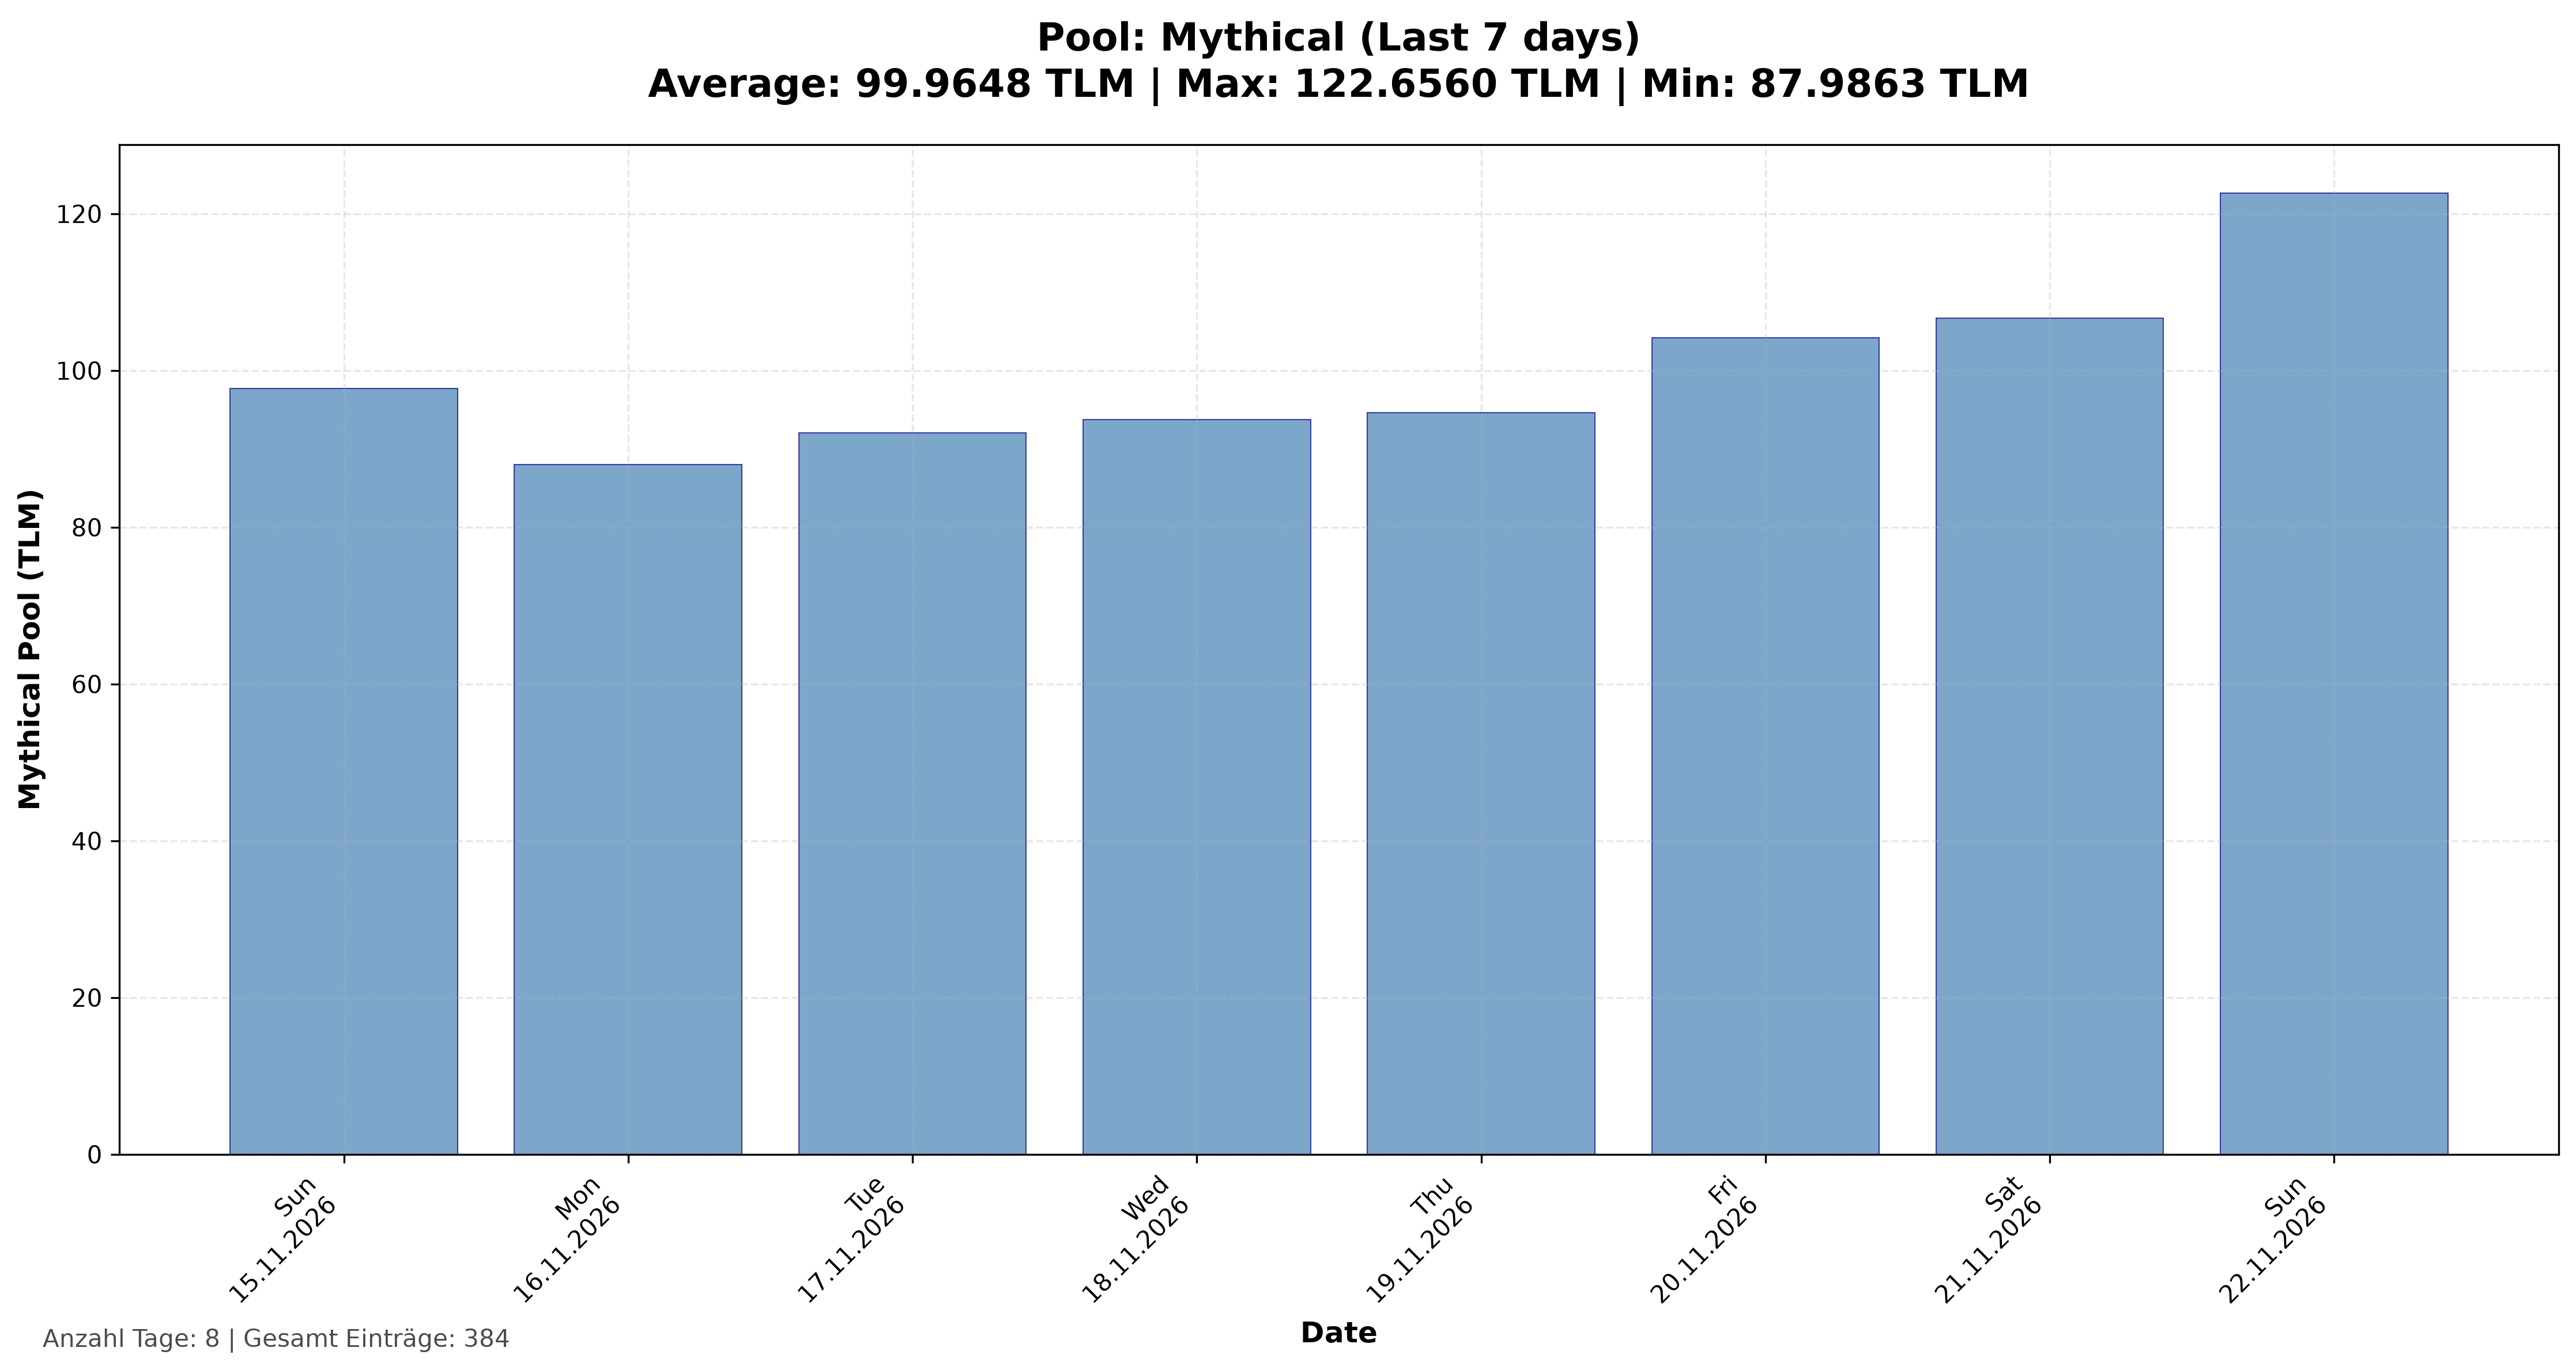 Pool: Mythical (Last 7 days)
Average: 99.9648 TLM | Max: 122.6560 TLM | Min: 87.9863 TLM
Mythical Pool (TLM)
120
100
80
60
40
20
0
Sun
15.11.2026
Mon
16.11.2026
Tue
17.11.2026
Wed
18.11.2026
Thu
19.11.2026
Fri
20.11.2026
Sat
21.11.2026
Sun
22.11.2026
Date
Anzahl Tage: 8 | Gesamt Einträge: 384